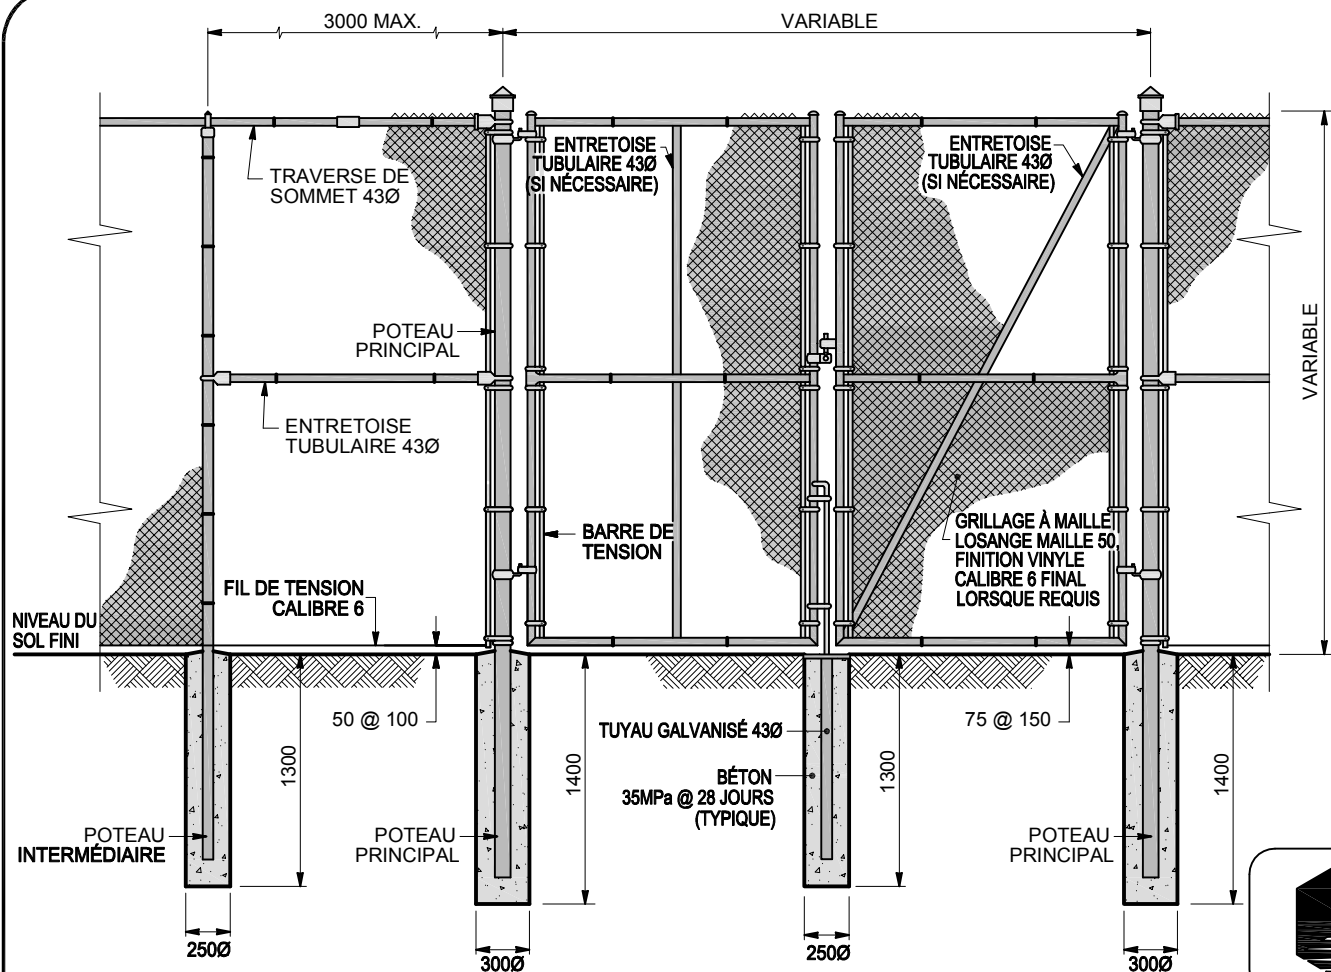 3000 MAX.
VARIABLE
ENTRETOISE
TUBULAIRE 43Ø
(SI NÉCESSAIRE)
ENTRETOISE
TUBULAIRE 43Ø
(SI NÉCESSAIRE)
TRAVERSE DE
SOMMET 43Ø
POTEAU
PRINCIPAL
VARIABLE
ENTRETOISE
TUBULAIRE 43Ø
BARRE DE
TENSION
GRILLAGE À MAILLE
LOSANGE MAILLE 50,
FINITION VINYLE
CALIBRE 6 FINAL
LORSQUE REQUIS
FIL DE TENSION
CALIBRE 6
NIVEAU DU
SOL FINI
50 @ 100
75 @ 150
TUYAU GALVANISÉ 43Ø
1300
1400
1300
1400
BÉTON
35MPa @ 28 JOURS
(TYPIQUE)
POTEAU
INTERMÉDIAIRE
POTEAU
PRINCIPAL
POTEAU
PRINCIPAL
250Ø
300Ø
250Ø
300Ø